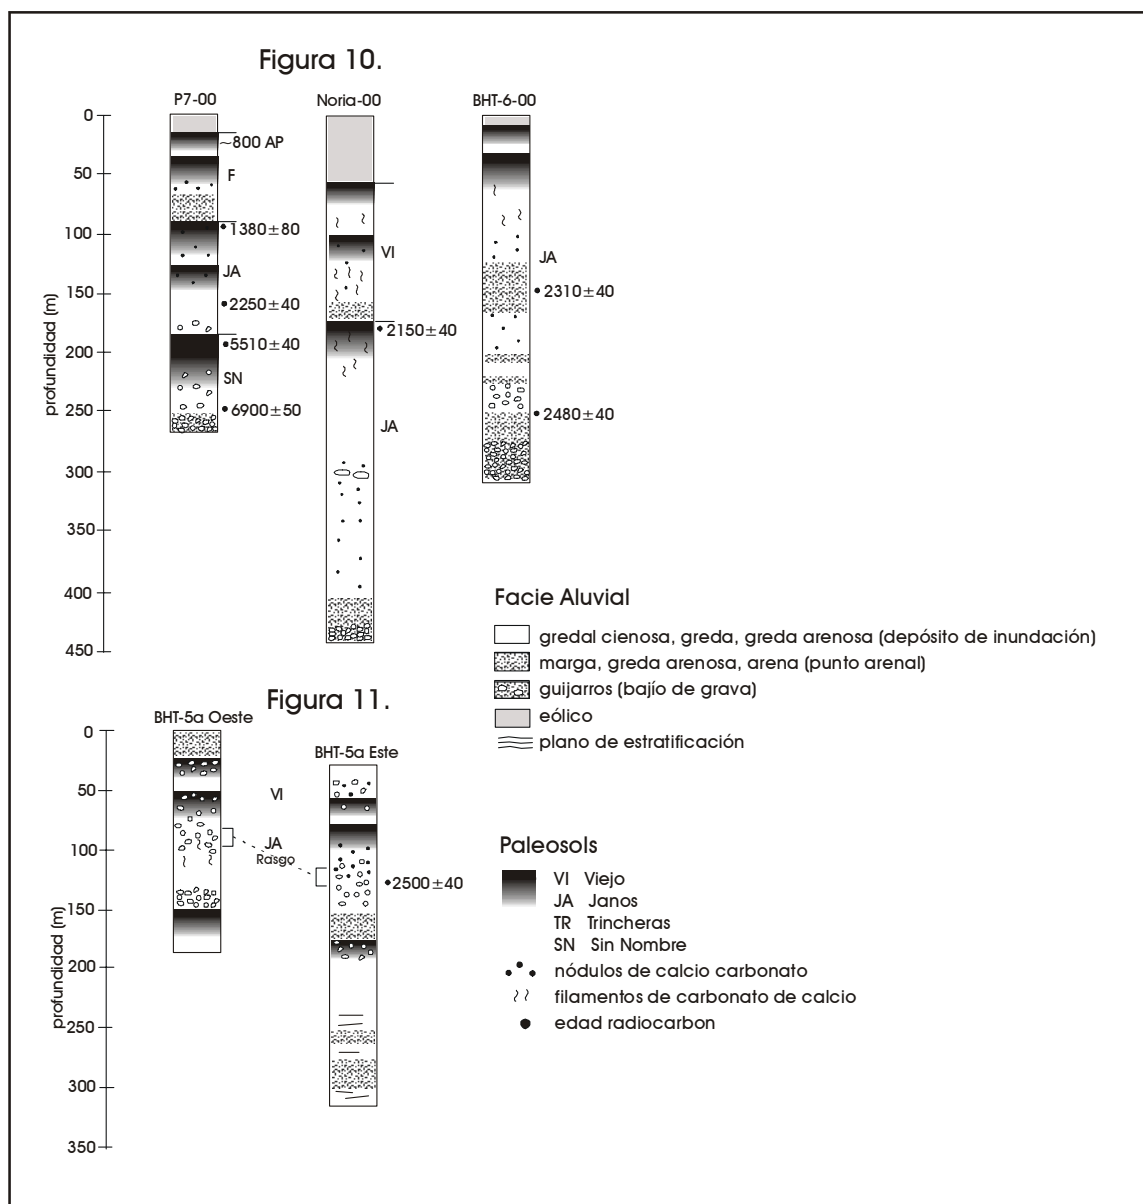 Figura 10.
P7-00
Noria-00
BHT-6-00
profundidad (m)
0
50
100
150
200
250
300
350
400
450
~800 AP
F
1380±80
JA
2250±40
5510±40
SN
6900±50
VI
2150±40
JA
JA
2310±40
2480±40
Facie Aluvial
gredal cienosa, greda, greda arenosa (depósito de inundación)
marga, greda arenosa, arena (punto arenal)
guijarros (bajío de grava)
eólico
plano de estratificación
Figura 11.
BHT-5a Oeste
BHT-5a Este
profundidad (m)
0
50
100
150
200
250
300
350
VI
JA
Rasgo
2500±40
Paleosols
VI Viejo
JA Janos
TR Trincheras
SN Sin Nombre
nódulos de calcio carbonato
filamentos de carbonato de calcio
edad radiocarbon